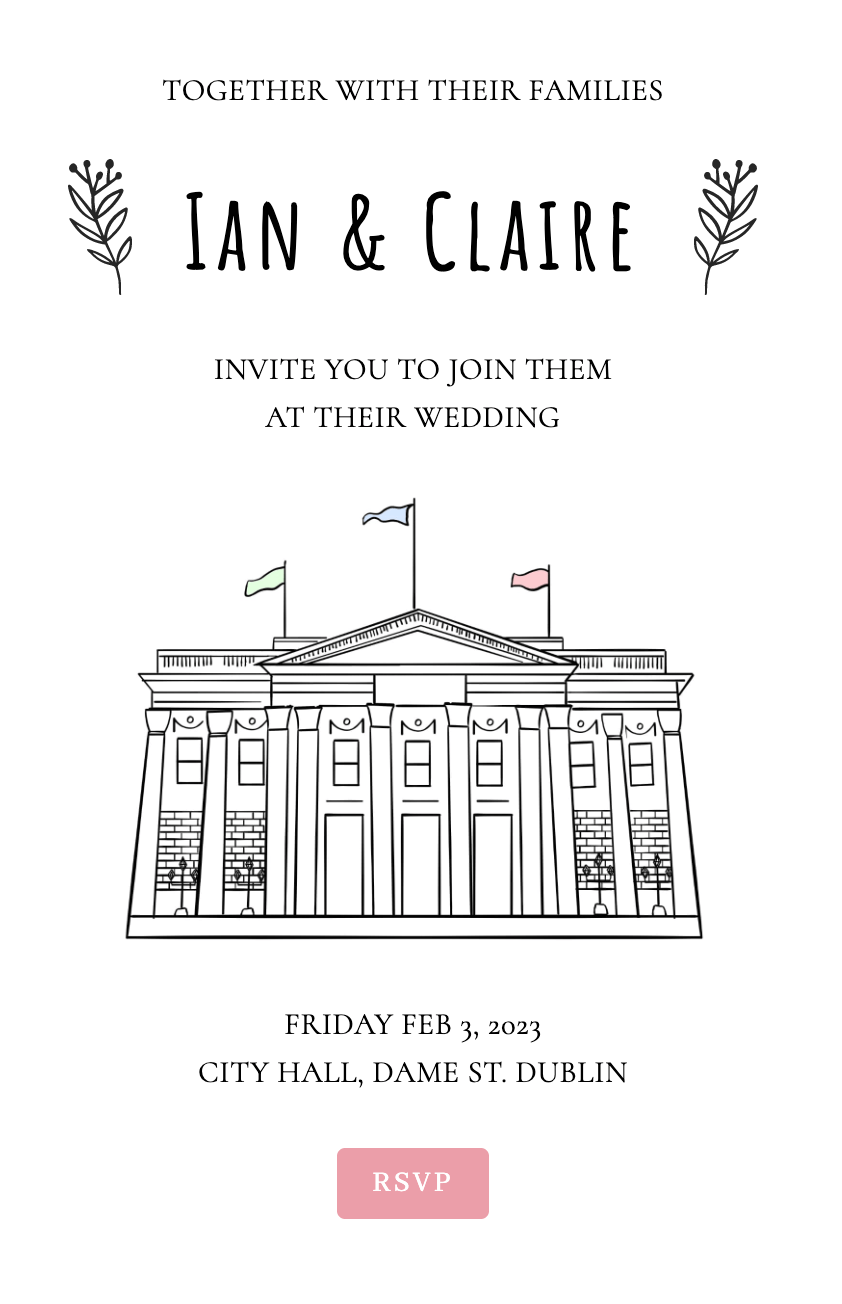 TOGETHER WITH THEIR FAMILIES
IAN & CLAIRE
INVITE YOU TO JOIN THEM
AT THEIR WEDDING
FRIDAY FEB 3, 2023
CITY HALL, DAME ST. DUBLIN
RSVP